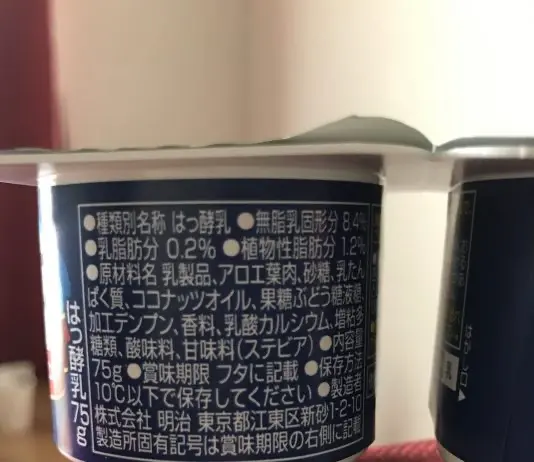 ●種類別名称 はっ酵乳 ●無脂乳固形分 8.4%
●乳脂肪分 0.2% ●植物性脂肪分 1.2%
●原材料名 乳製品、アロエ葉肉、砂糖、乳たん
ぱく質、ココナッツオイル、果糖ぶどう糖液糖、
加工デンプン、香料、乳酸カルシウム、増粘多
糖類、酸味料、甘味料(ステビア) ●内容量
75g ●賞味期限 フタに記載 ●保存方法
10℃以下で保存してください ●製造者
株式会社 明治 東京都江東区新砂1-2-10
製造所固有記号は賞味期限の右側に記載
はっ酵乳 75g